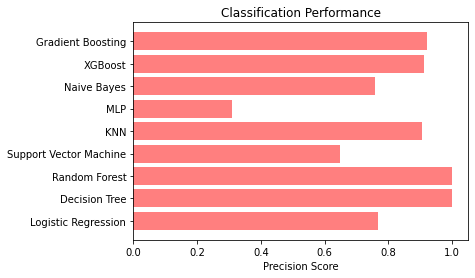 Classification Performance
Gradient Boosting
XGBoost
Naive Bayes
MLP
KNN
Support Vector Machine
Random Forest
Decision Tree
Logistic Regression
0.0 0.2 0.4 0.6 0.8 1.0
Precision Score